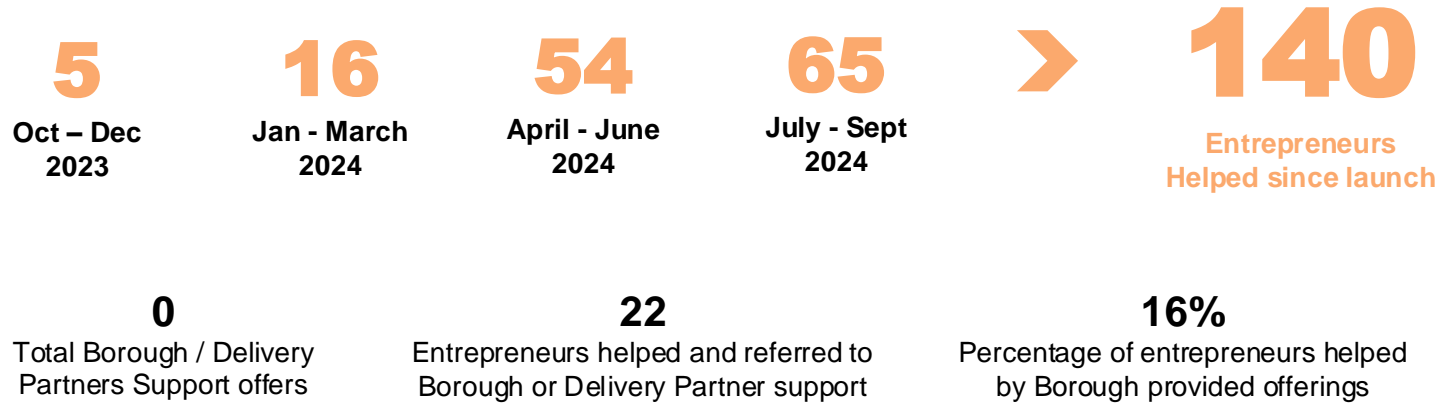 5
Oct – Dec
2023
16
Jan - March
2024
54
April - June
2024
65
July - Sept
2024
140
Entrepreneurs
Helped since launch
0
Total Borough / Delivery
Partners Support offers
22
Entrepreneurs helped and referred to
Borough or Delivery Partner support
16%
Percentage of entrepreneurs helped
by Borough provided offerings